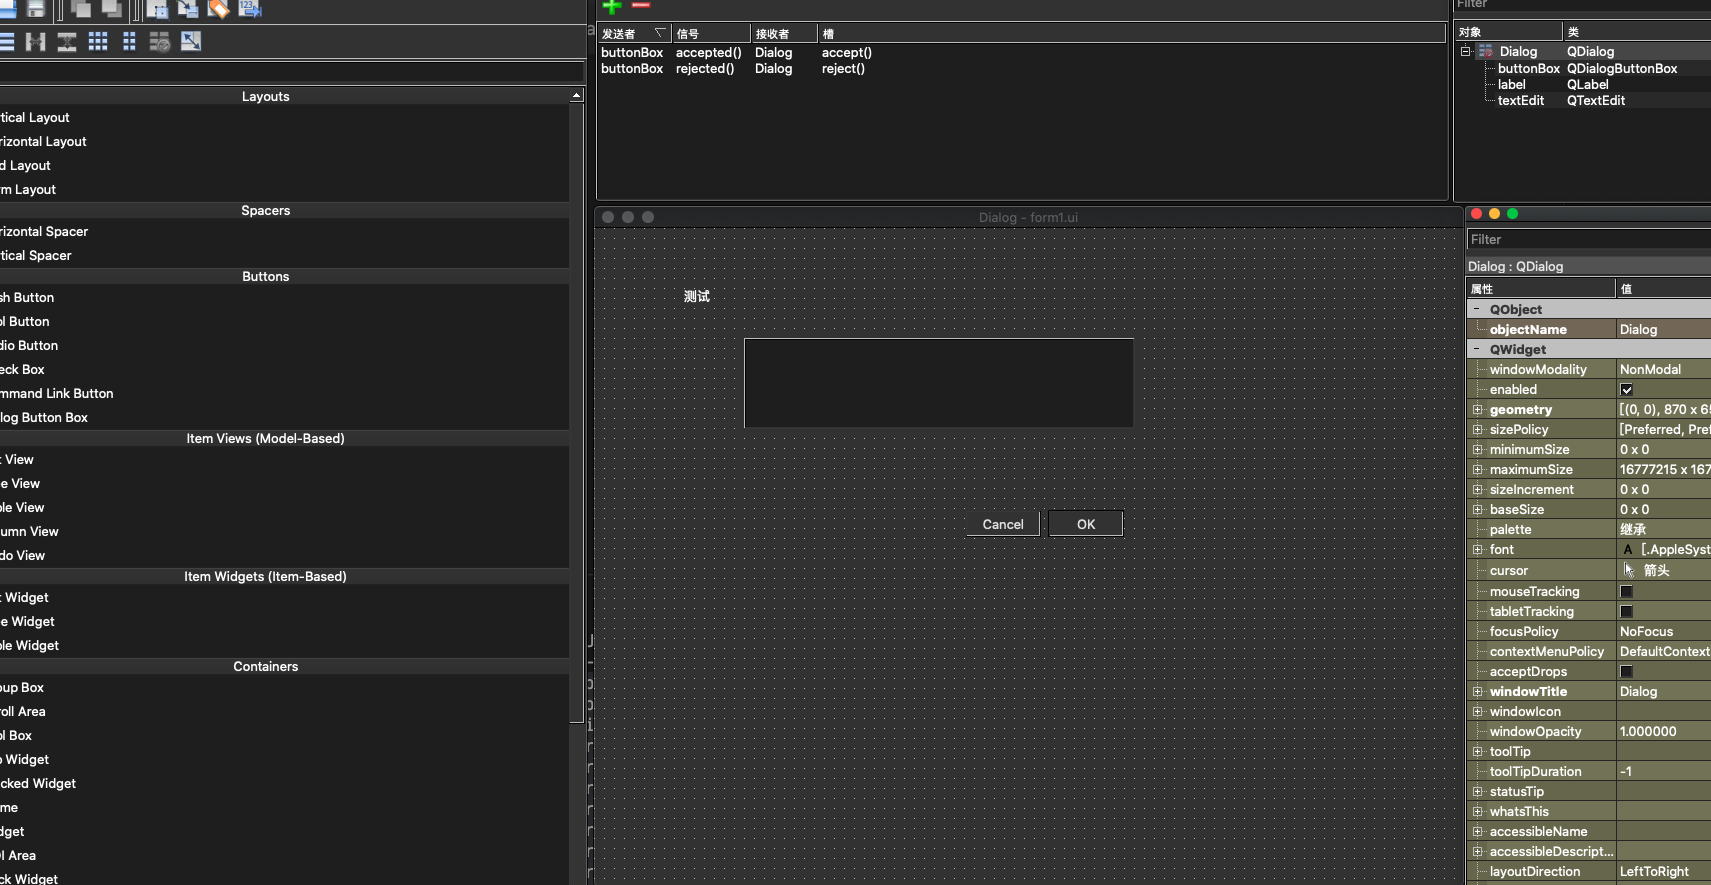 Layouts
tical Layout
rizontal Layout
d Layout
m Layout
Spacers
rizontal Spacer
tical Spacer
Buttons
sh Button
ol Button
dio Button
eck Box
mmand Link Button
log Button Box
Item Views (Model-Based)
t View
e View
ble View
umn View
do View
Item Widgets (Item-Based)
t Widget
e Widget
ble Widget
Containers
oup Box
oll Area
ol Box
b Widget
cked Widget
me
dget
I Area
ck Widget
发送者 信号 接收者 槽
buttonBox accepted() Dialog accept()
buttonBox rejected() Dialog reject()
Dialog - form1.ui
测试
Cancel OK
Filter
对象 类
Dialog QDialog
buttonBox QDialogButtonBox
label QLabel
textEdit QTextEdit
Filter
Dialog : QDialog
属性 值
QObject
objectName Dialog
QWidget
windowModality NonModal
enabled
geometry [(0, 0), 870 x 65
sizePolicy [Preferred, Pref
minimumSize 0 x 0
maximumSize 16777215 x 167
sizeIncrement 0 x 0
baseSize 0 x 0
palette 继承
font A [.AppleSyst
cursor 箭头
mouseTracking
tabletTracking
focusPolicy NoFocus
contextMenuPolicy DefaultContext
acceptDrops
windowTitle Dialog
windowIcon
windowOpacity 1.000000
toolTip
toolTipDuration -1
statusTip
whatsThis
accessibleName
accessibleDescript...
layoutDirection LeftToRight